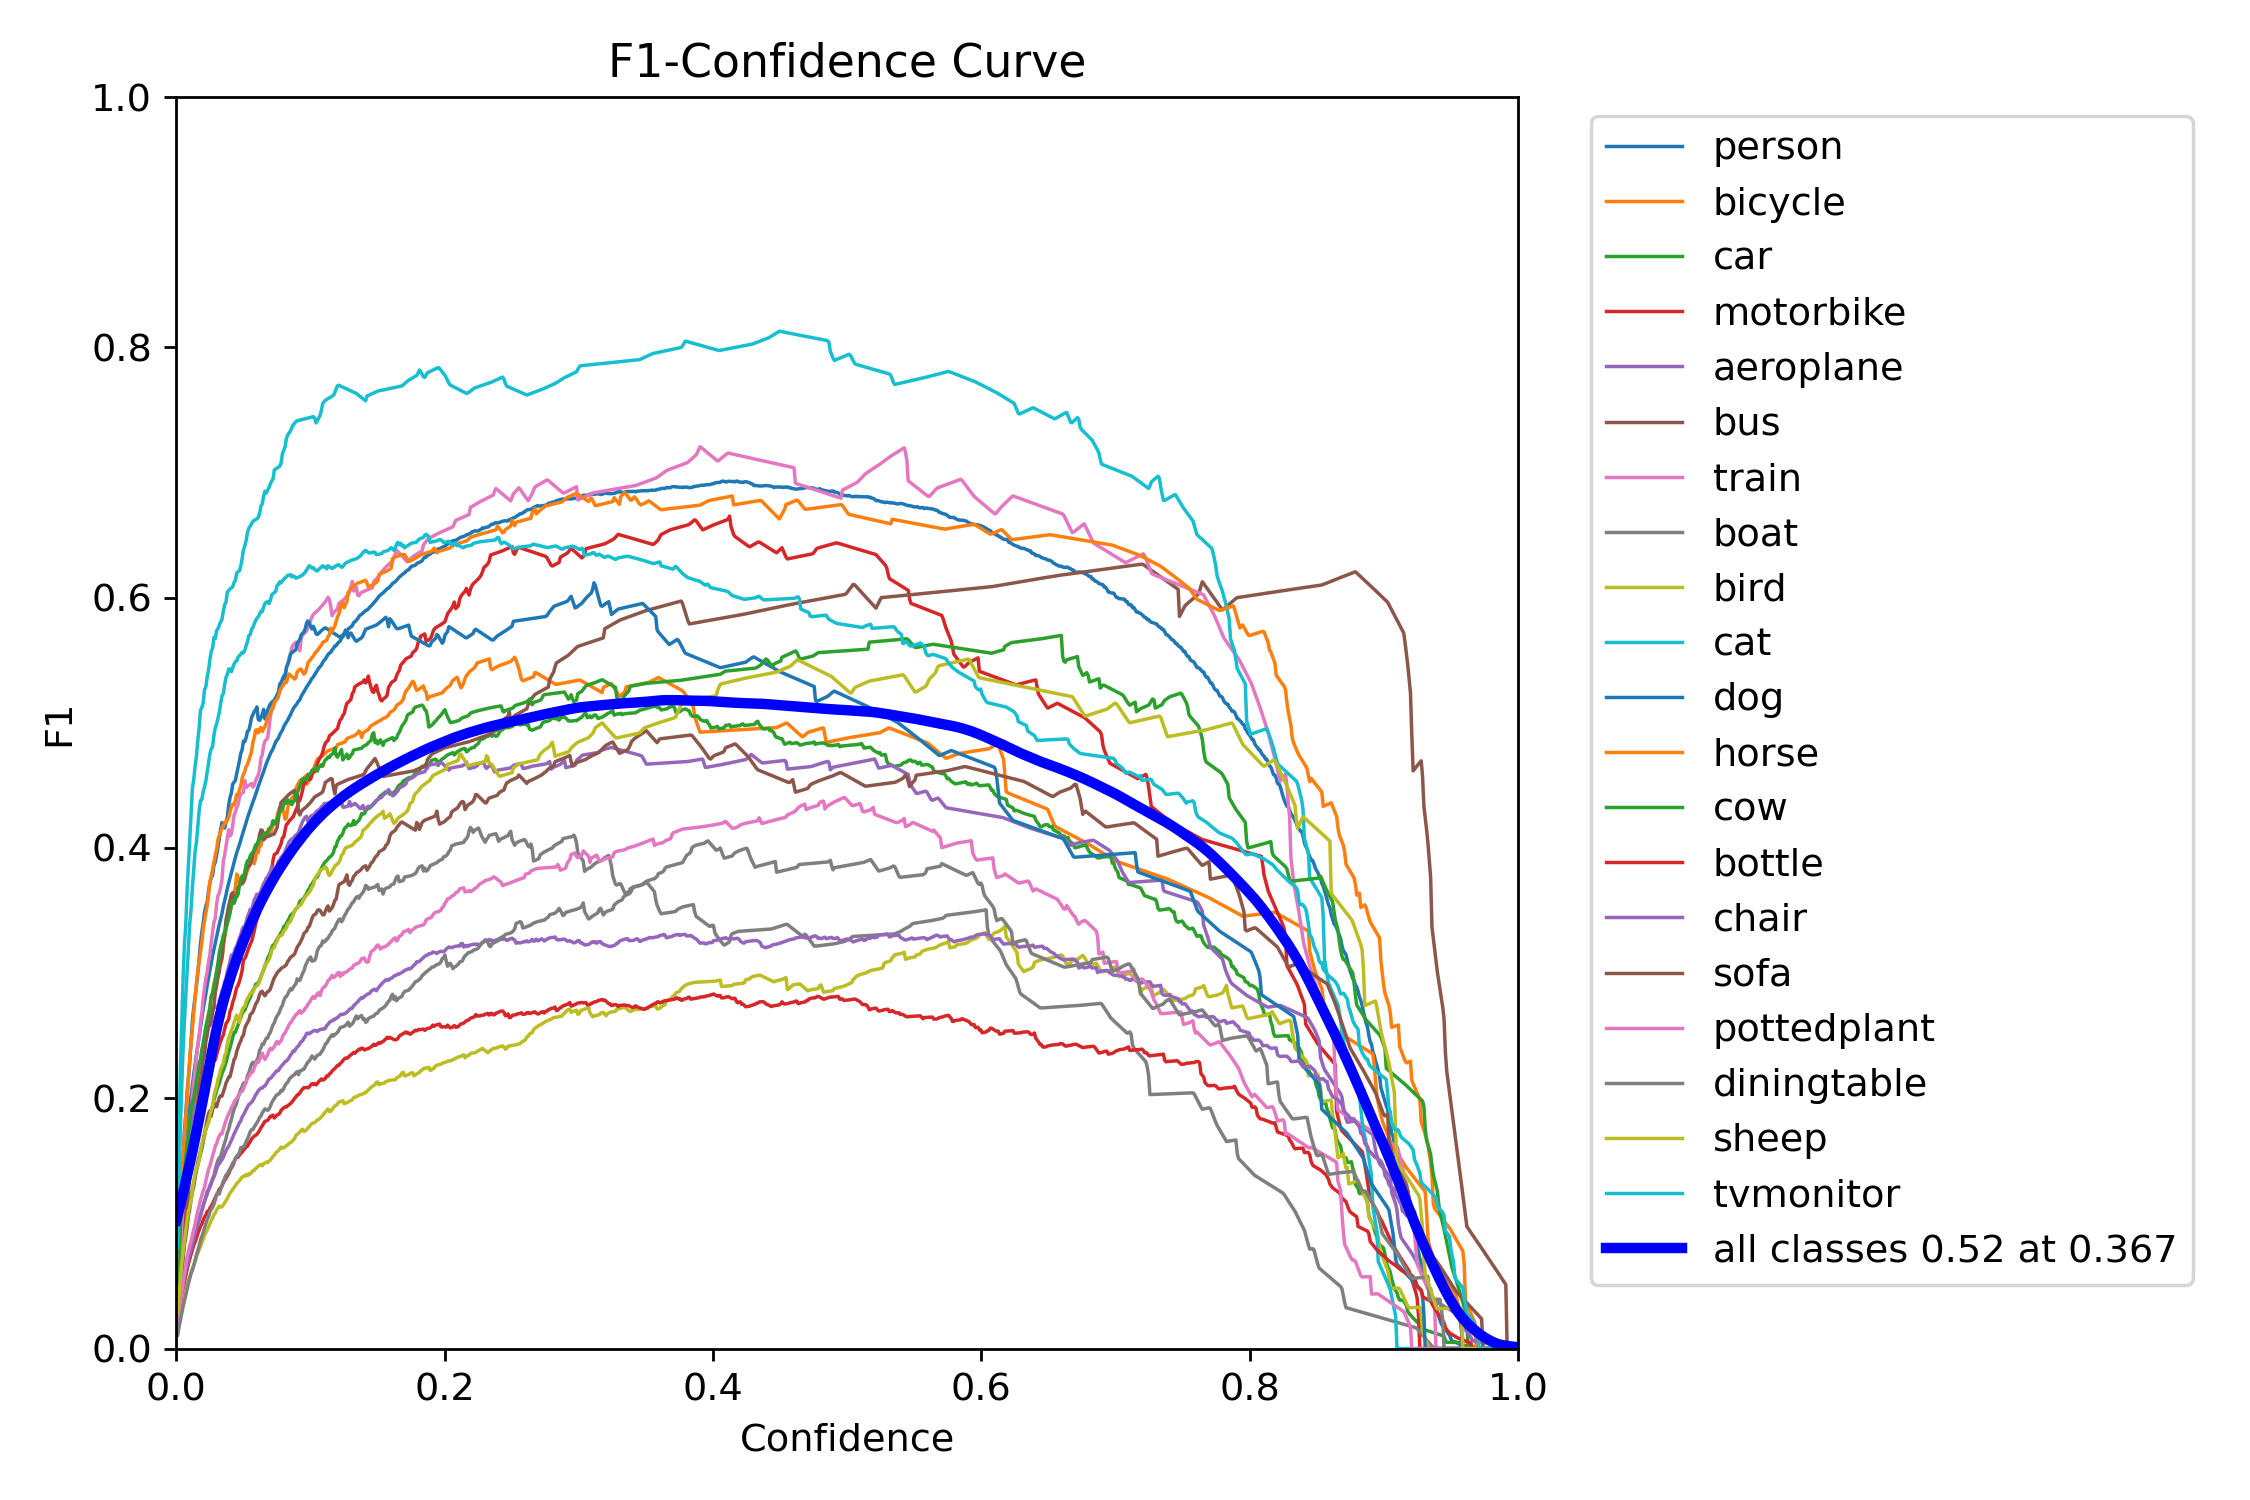 F1-Confidence Curve
1.0
0.8
0.6
0.4
0.2
0.0
F1
0.0 0.2 0.4 0.6 0.8 1.0
Confidence
person
bicycle
car
motorbike
aeroplane
bus
train
boat
bird
cat
dog
horse
cow
bottle
chair
sofa
pottedplant
diningtable
sheep
tvmonitor
all classes 0.52 at 0.367